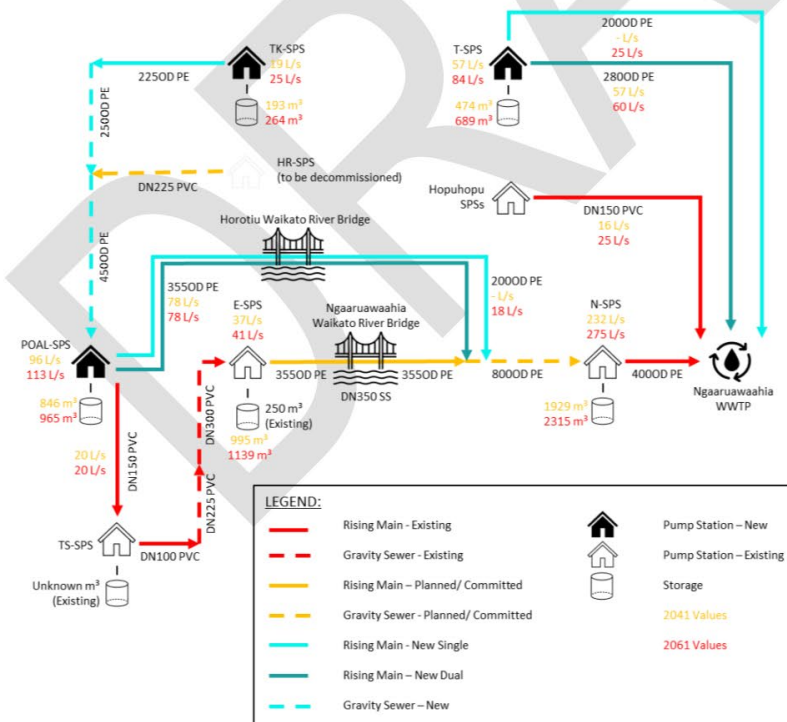 DRA
TK-SPS
19 L/s
25 L/s
193 m³
264 m³
225OD PE
250OD PE
DN225 PVC
HR-SPS
(to be decommissioned)
450OD PE
T-SPS
57 L/s
84 L/s
474 m³
689 m³
200OD PE
- L/s
25 L/s
280OD PE
57 L/s
60 L/s
Hopuhopu
SPSs
DN150 PVC
16 L/s
25 L/s
Horotiu Waikato River Bridge
355OD PE
78 L/s
78 L/s
200OD PE
- L/s
18 L/s
POAL-SPS
96 L/s
113 L/s
846 m³
965 m³
E-SPS
37L/s
41 L/s
250 m³
(Existing)
995 m³
1139 m³
Ngaaruawaahia
Waikato River Bridge
355OD PE
355OD PE
DN350 SS
800OD PE
N-SPS
232 L/s
275 L/s
1929 m³
2315 m³
400OD PE
Ngaaruawaahia
WWTP
20 L/s
20 L/s
DN150 PVC
DN300 PVC
DN225 PVC
TS-SPS
DN100 PVC
Unknown m³
(Existing)
LEGEND:
Rising Main - Existing
Gravity Sewer - Existing
Rising Main – Planned/ Committed
Gravity Sewer - Planned/ Committed
Rising Main - New Single
Rising Main – New Dual
Gravity Sewer – New
Pump Station – New
Pump Station – Existing
Storage
2041 Values
2061 Values